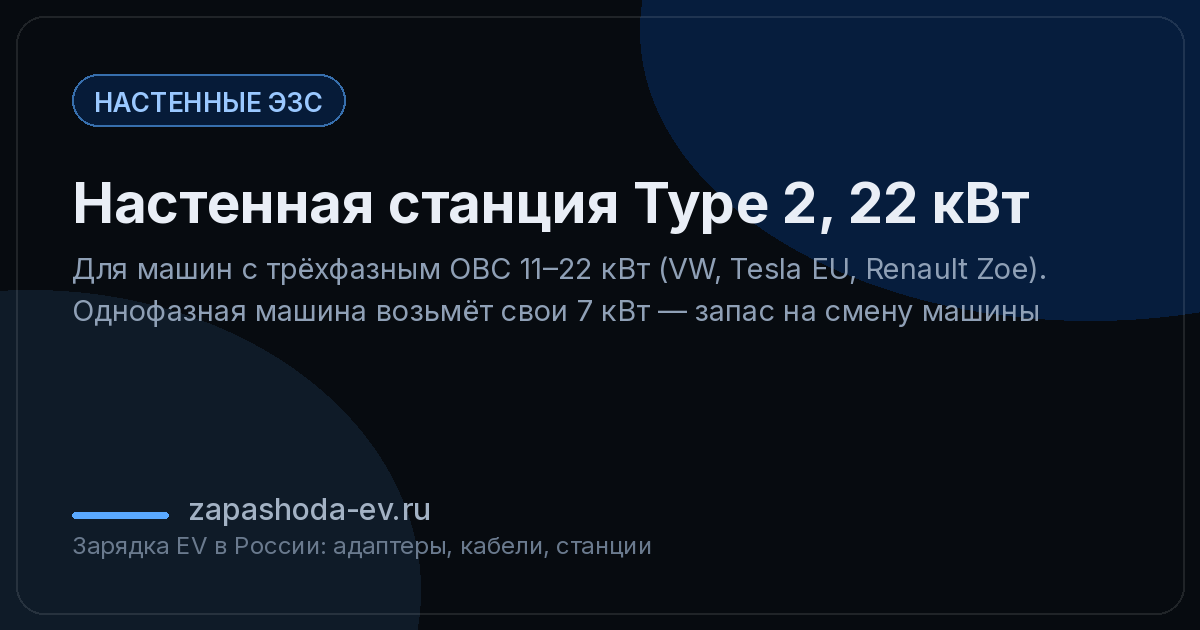 НАСТЕННЫЕ ЭЗС
Настенная станция Type 2, 22 кВт
Для машин с трёхфазным OBC 11–22 кВт (VW, Tesla EU, Renault Zoe).
Однофазная машина возьмёт свои 7 кВт — запас на смену машины
zapashoda-ev.ru
Зарядка EV в России: адаптеры, кабели, станции